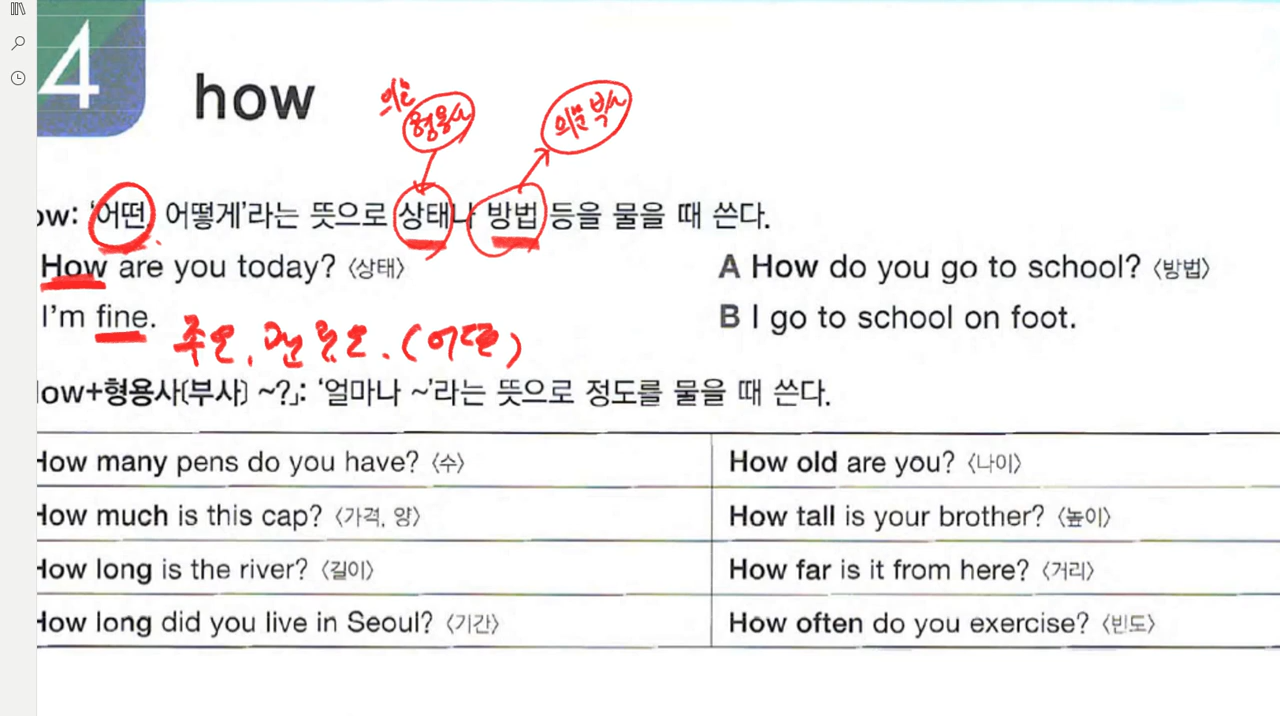 4
how
의문
형용사
의문 부사
ow: '어떤, 어떻게'라는 뜻으로 상태나 방법 등을 물을 때 쓴다.
How are you today? 〈상태〉
A How do you go to school? 〈방법〉
I'm fine.
B I go to school on foot.
좋은, 괜찮은. (어떤)
How+형용사(부사) ~?」: '얼마나 ~'라는 뜻으로 정도를 물을 때 쓴다.
How many pens do you have? 〈수〉
How old are you? 〈나이〉
How much is this cap? 〈가격, 양〉
How tall is your brother? 〈높이〉
How long is the river? 〈길이〉
How far is it from here? 〈거리〉
How long did you live in Seoul? 〈기간〉
How often do you exercise? 〈빈도〉